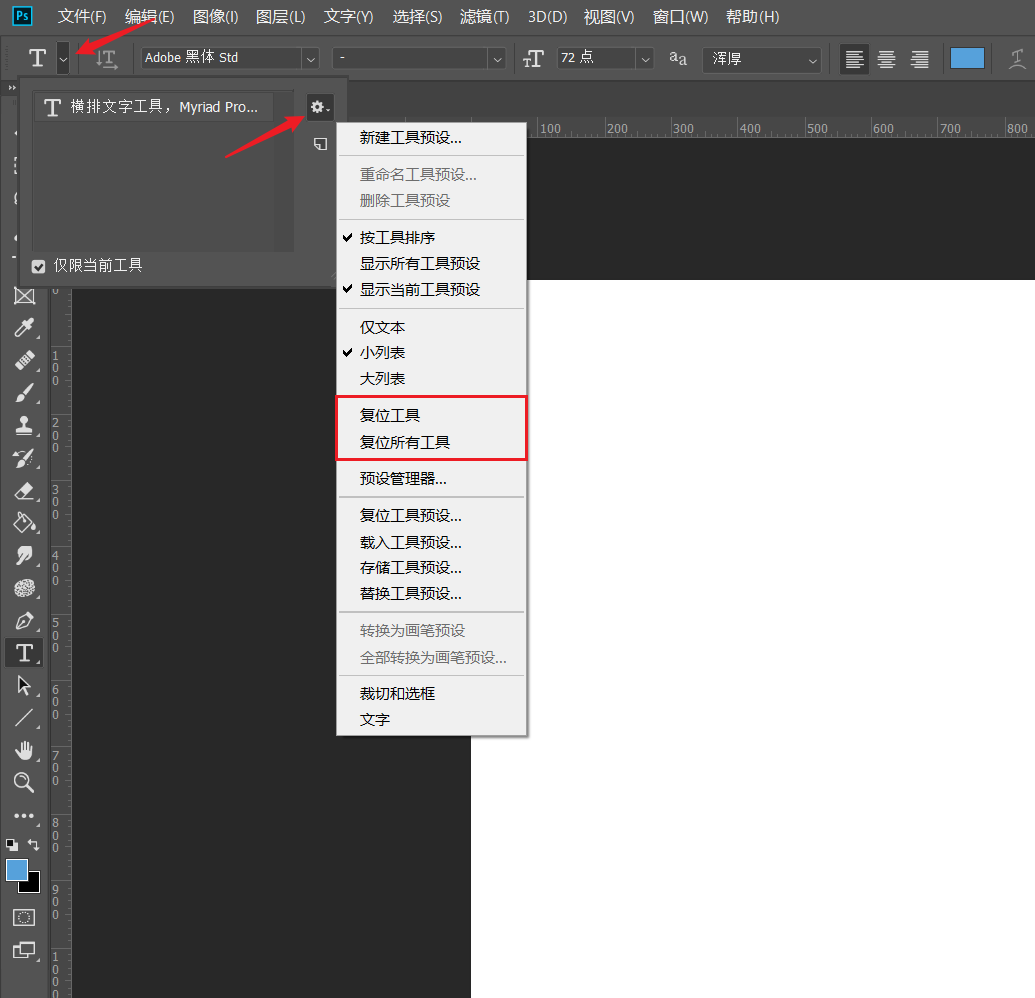 Ps 文件(F) 编辑(E) 图像(I) 图层(L) 文字(Y) 选择(S) 滤镜(T) 3D(D) 视图(V) 窗口(W) 帮助(H)
T Adobe 黑体 Std - 72 点 aa 浑厚
T 横排文字工具，Myriad Pro...
仅限当前工具
新建工具预设...
重命名工具预设...
删除工具预设
按工具排序
显示所有工具预设
显示当前工具预设
仅文本
小列表
大列表
复位工具
复位所有工具
预设管理器...
复位工具预设...
载入工具预设...
存储工具预设...
替换工具预设...
转换为画笔预设
全部转换为画笔预设...
裁切和选框
文字
100 200 300 400 500 600 700 800
0
100
200
300
400
500
600
700
800
900
100